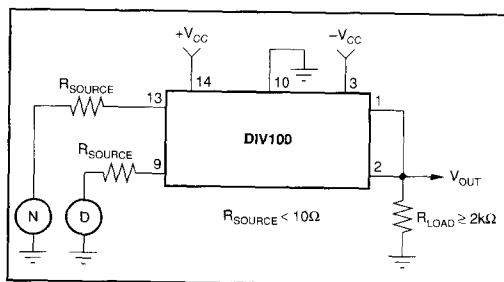 +V_CC
−V_CC
R_SOURCE
14
10
3
13
1
R_SOURCE
DIV100
9
2
V_OUT
N
D
R_SOURCE < 10Ω
R_LOAD ≥ 2kΩ